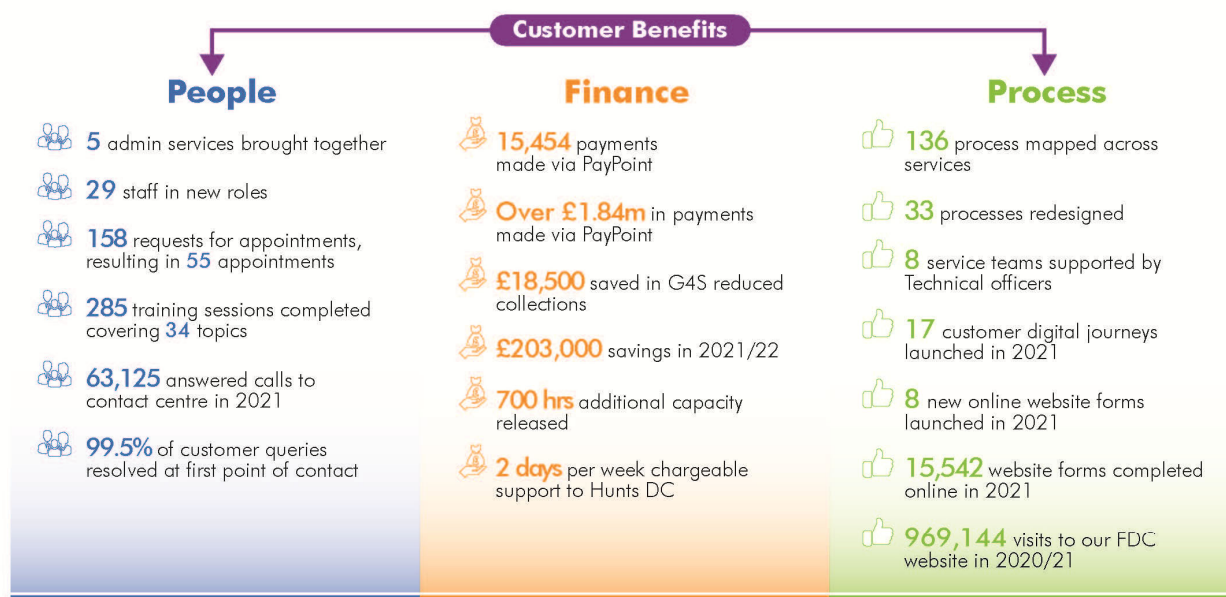 Customer Benefits
People
5 admin services brought together
29 staff in new roles
158 requests for appointments,
resulting in 55 appointments
285 training sessions completed
covering 34 topics
63,125 answered calls to
contact centre in 2021
99.5% of customer queries
resolved at first point of contact
Finance
15,454 payments
made via PayPoint
Over £1.84m in payments
made via PayPoint
£18,500 saved in G4S reduced
collections
£203,000 savings in 2021/22
700 hrs additional capacity
released
2 days per week chargeable
support to Hunts DC
Process
136 process mapped across
services
33 processes redesigned
8 service teams supported by
Technical officers
17 customer digital journeys
launched in 2021
8 new online website forms
launched in 2021
15,542 website forms completed
online in 2021
969,144 visits to our FDC
website in 2020/21